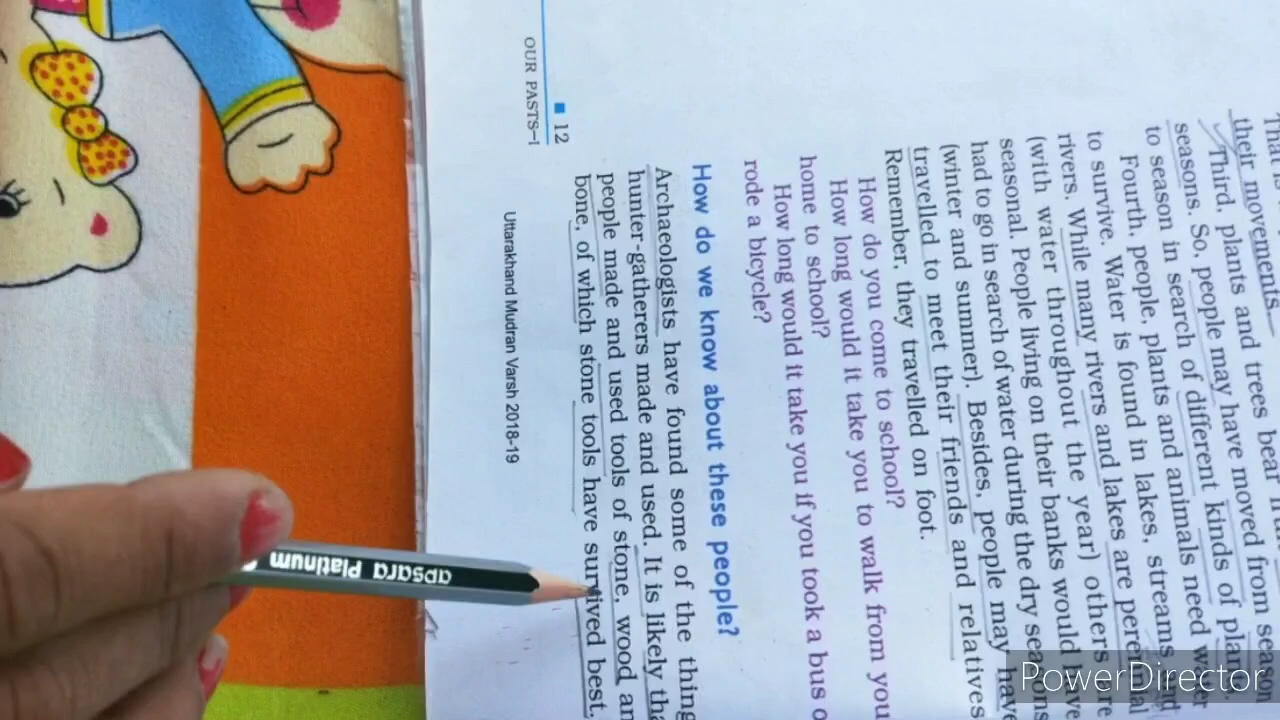 their movements.
Third, plants and trees bear
seasons. So, people may have moved from season
to season in search of different kinds of plants.
Fourth, people, plants and animals need water
to survive. Water is found in lakes, streams and
rivers. While many rivers and lakes are perennial
(with water throughout the year) others are
seasonal. People living on their banks would have
had to go in search of water during the dry seasons
(winter and summer). Besides, people may have
travelled to meet their friends and relatives.
Remember, they travelled on foot.
How do you come to school?
How long would it take you to walk from your
home to school?
How long would it take you if you took a bus or
rode a bicycle?
How do we know about these people?
Archaeologists have found some of the things
hunter-gatherers made and used. It is likely that
people made and used tools of stone, wood and
bone, of which stone tools have survived best.
12
OUR PASTS–I
Uttarakhand Mudran Varsh 2018-19
apsara Platinum
PowerDirector